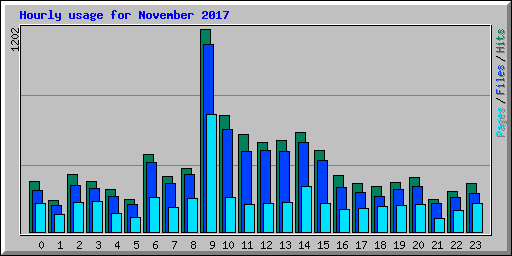 Hourly usage for November 2017
1202
Pages/Files/Hits
0 1 2 3 4 5 6 7 8 9 10 11 12 13 14 15 16 17 18 19 20 21 22 23